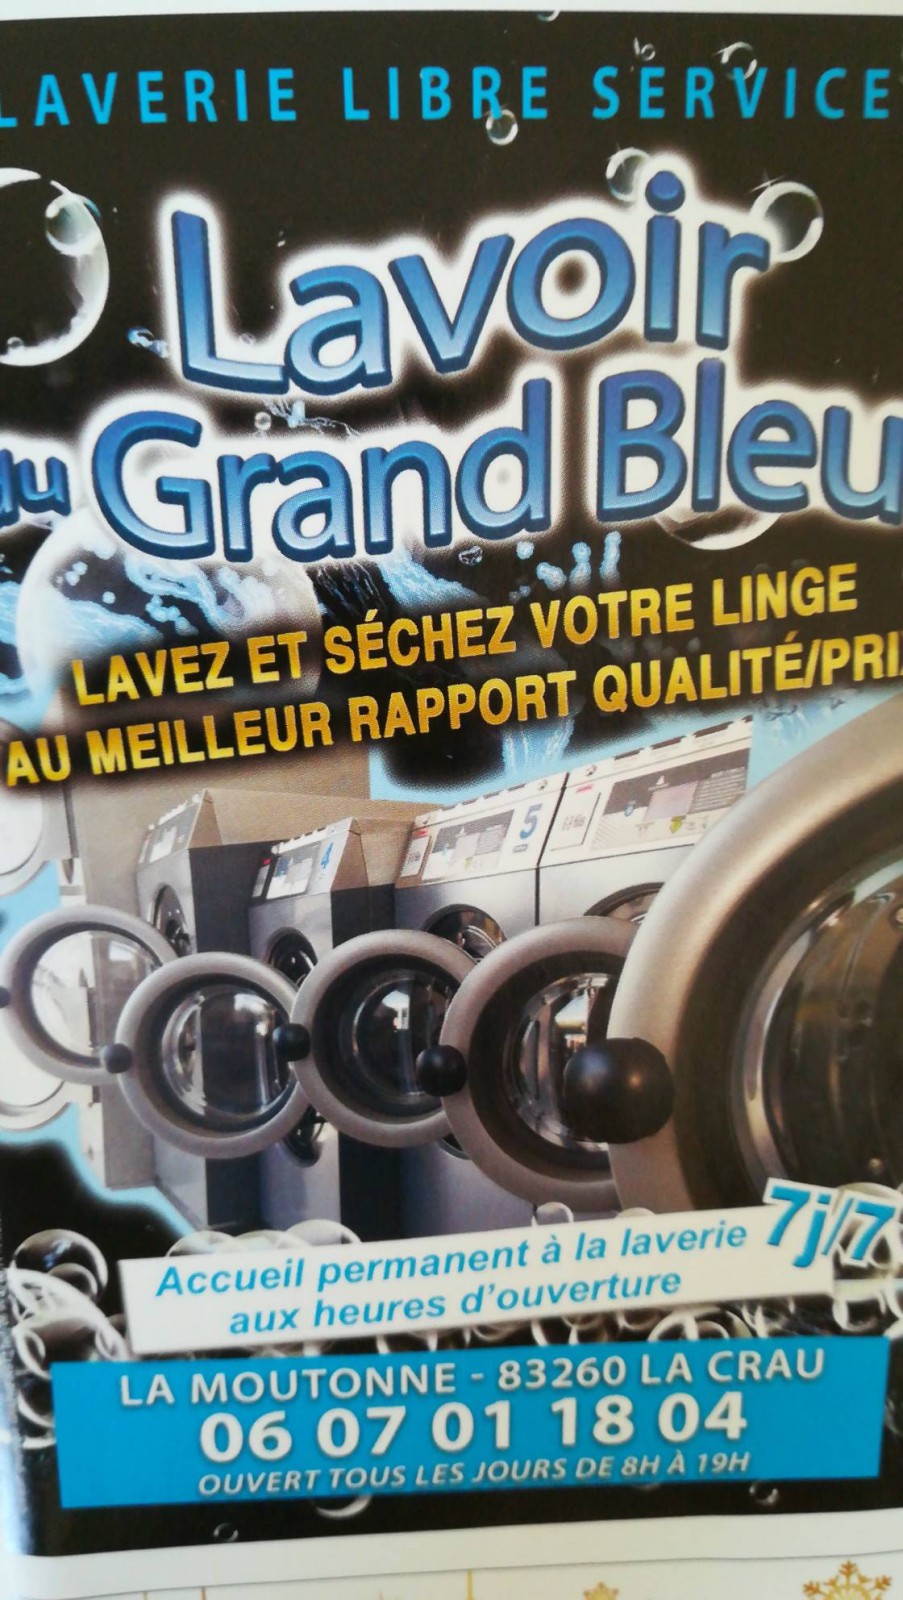 LAVERIE LIBRE SERVICE
Lavoir
du Grand Bleu
LAVEZ ET SÉCHEZ VOTRE LINGE
AU MEILLEUR RAPPORT QUALITÉ/PRIX
4
5
Accueil permanent à la laverie 7j/7
aux heures d'ouverture
LA MOUTONNE - 83260 LA CRAU
06 07 01 18 04
OUVERT TOUS LES JOURS DE 8H À 19H